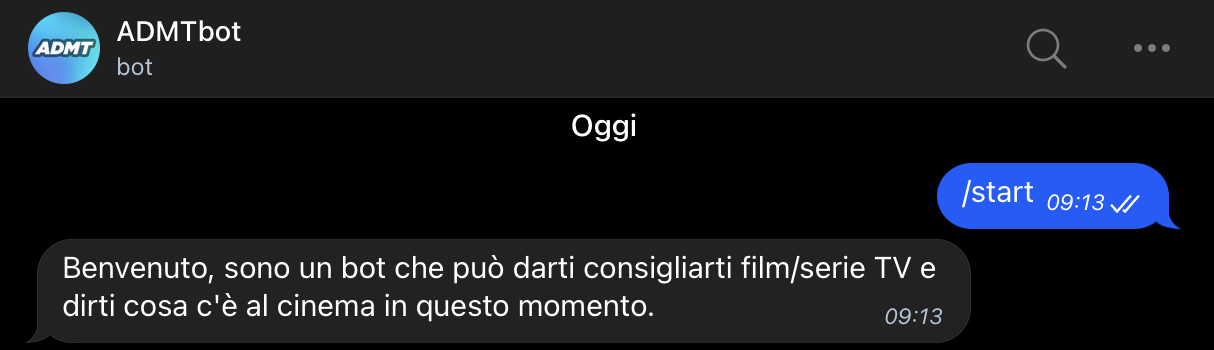 ADMT
ADMTbot
bot
Oggi
/start 09:13
Benvenuto, sono un bot che può darti consigliarti film/serie TV e
dirti cosa c'è al cinema in questo momento.
09:13